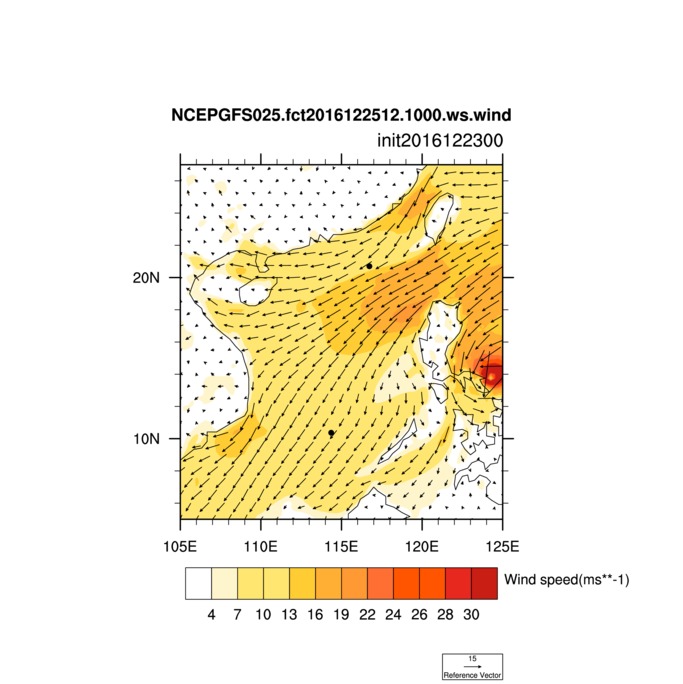 NCEPGFS025.fct2016122512.1000.ws.wind
init2016122300
20N
10N
105E 110E 115E 120E 125E
Wind speed(ms**-1)
4 7 10 13 16 19 22 24 26 28 30
15
Reference Vector